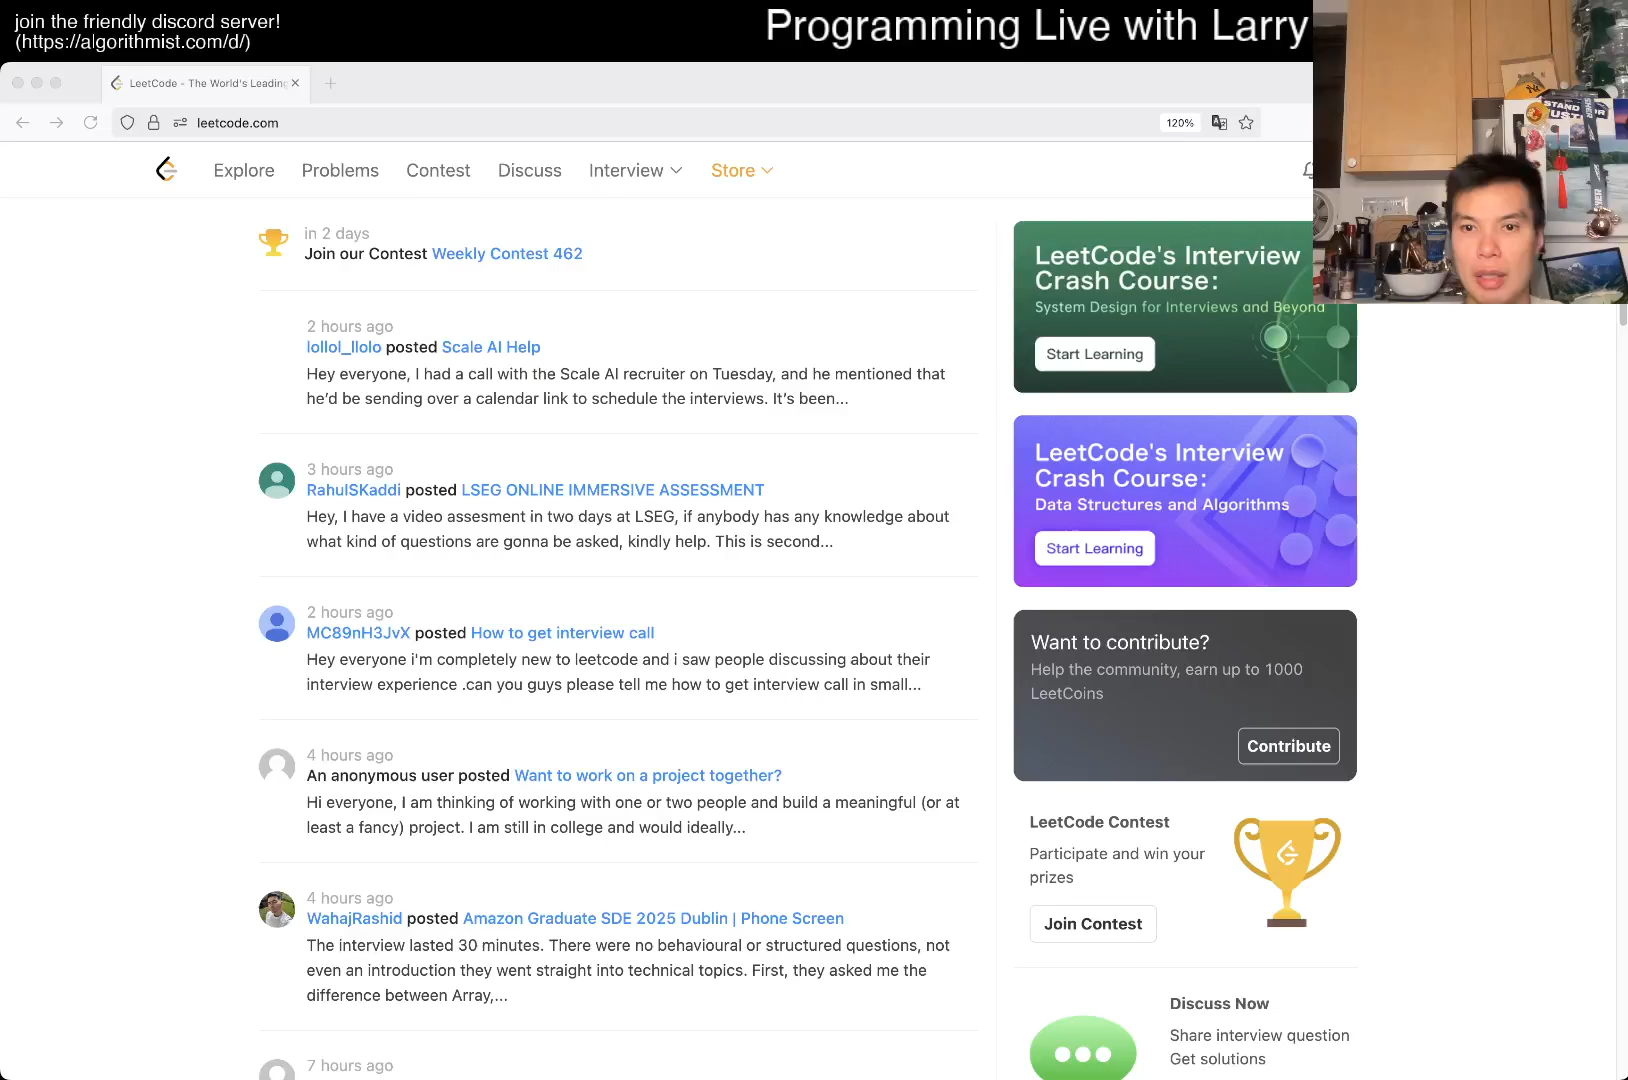 join the friendly discord server!
(https://algorithmist.com/d/)
Programming Live with Larry
LeetCode - The World's Leading
leetcode.com
120%
Explore
Problems
Contest
Discuss
Interview
Store
in 2 days
Join our Contest Weekly Contest 462
2 hours ago
lollol_llolo posted Scale AI Help
Hey everyone, I had a call with the Scale AI recruiter on Tuesday, and he mentioned that
he’d be sending over a calendar link to schedule the interviews. It’s been...
3 hours ago
RahulSKaddi posted LSEG ONLINE IMMERSIVE ASSESSMENT
Hey, I have a video assesment in two days at LSEG, if anybody has any knowledge about
what kind of questions are gonna be asked, kindly help. This is second...
2 hours ago
MC89nH3JvX posted How to get interview call
Hey everyone i'm completely new to leetcode and i saw people discussing about their
interview experience .can you guys please tell me how to get interview call in small...
4 hours ago
An anonymous user posted Want to work on a project together?
Hi everyone, I am thinking of working with one or two people and build a meaningful (or at
least a fancy) project. I am still in college and would ideally...
4 hours ago
WahajRashid posted Amazon Graduate SDE 2025 Dublin | Phone Screen
The interview lasted 30 minutes. There were no behavioural or structured questions, not
even an introduction they went straight into technical topics. First, they asked me the
difference between Array,...
7 hours ago
LeetCode's Interview
Crash Course:
System Design for Interviews and Beyond
Start Learning
LeetCode's Interview
Crash Course:
Data Structures and Algorithms
Start Learning
Want to contribute?
Help the community, earn up to 1000
LeetCoins
Contribute
LeetCode Contest
Participate and win your
prizes
Join Contest
Discuss Now
Share interview question
Get solutions
STAND